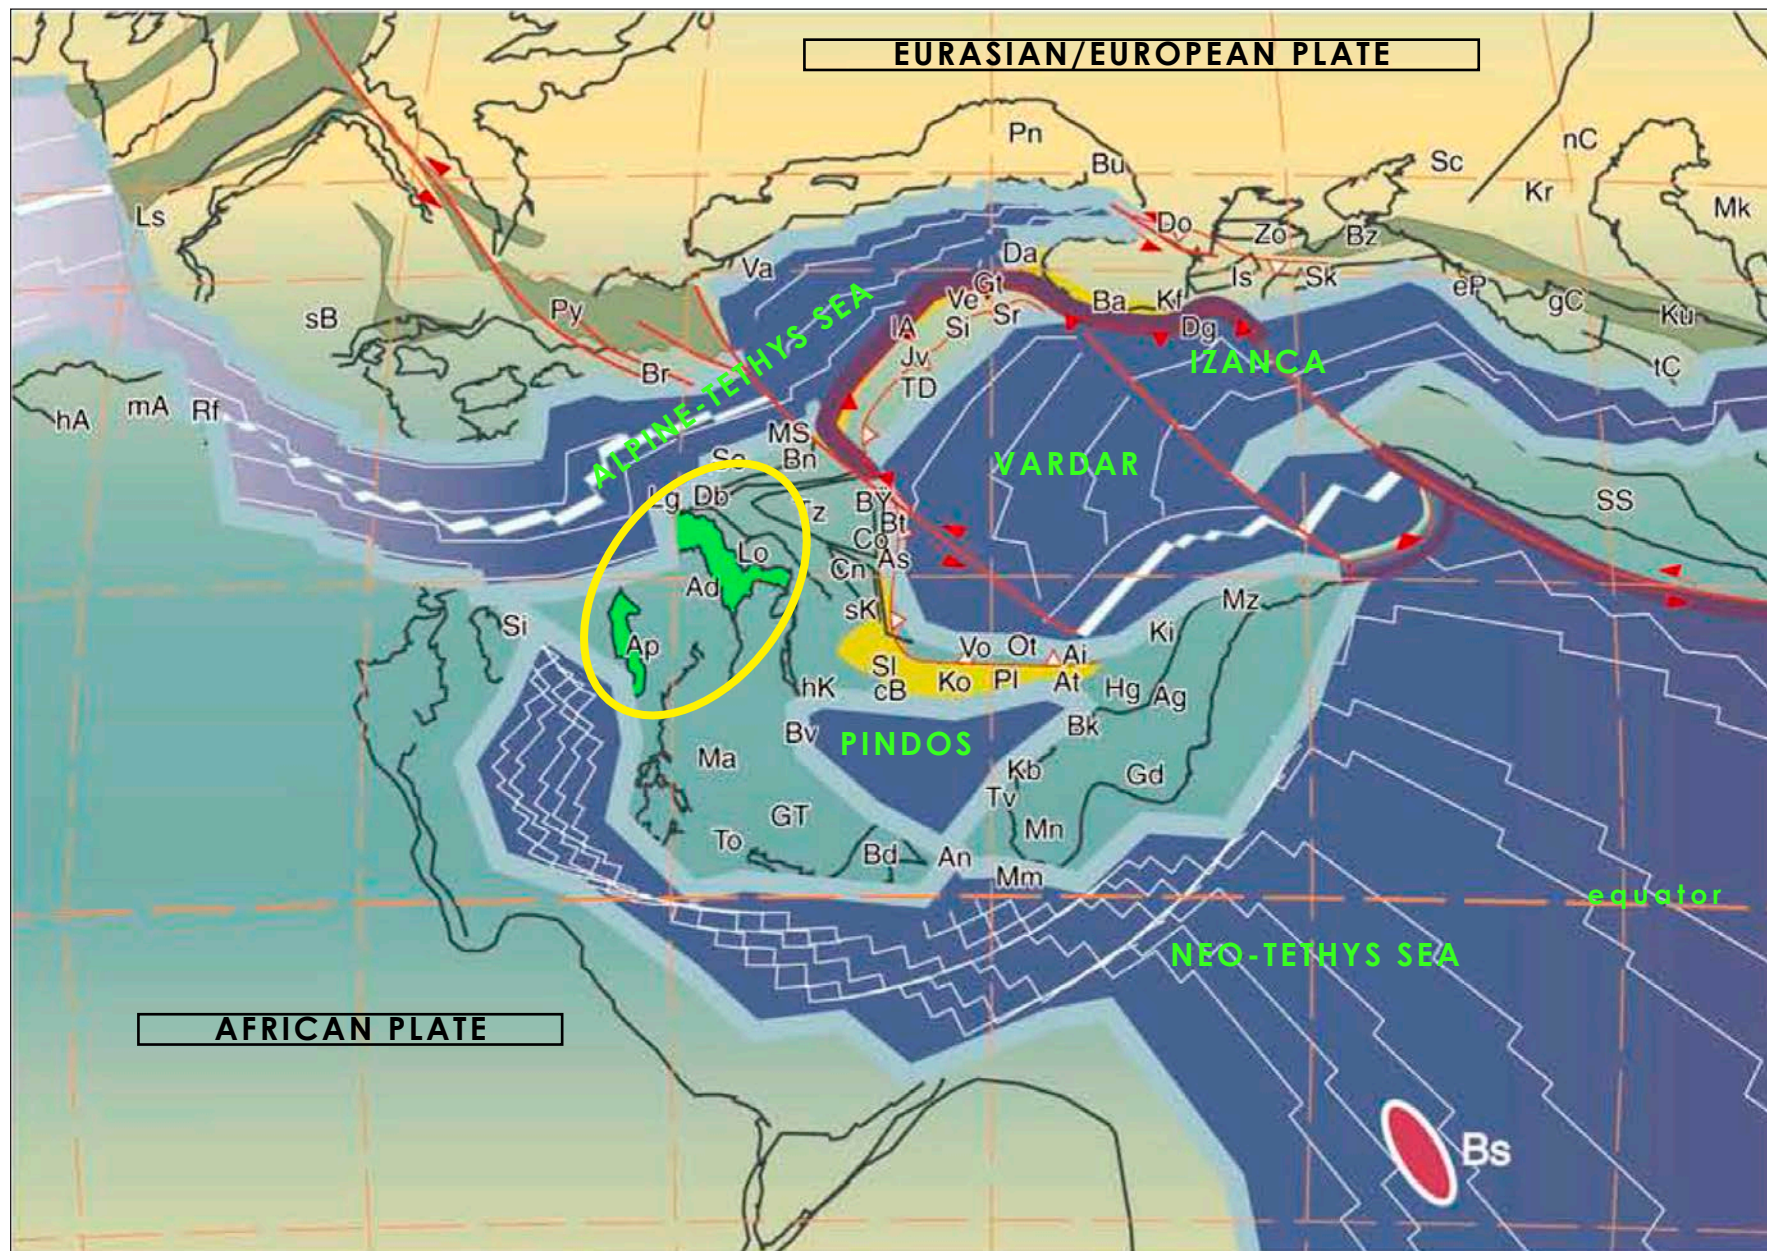 EURASIAN/EUROPEAN PLATE
Pn
Bu
nC
Sc
Kr
Mk
Ls
Do
Zo
Bz
Va
Da
Is
Sk
eP
gC
Ku
sB
Py
Gt
Ve
Sr
Si
Ba
Kf
Dg
IA
Jv
TD
IZANCA
tC
Br
ALPINE-TETHYS SEA
hA
mA
Rf
MS
Bn
Se
VARDAR
SS
Lg
Db
Tz
BY
Bt
Co
As
Cn
Lo
Ad
sK
Mz
Si
Ap
Ki
Vo
Ot
Ai
Sl
cB
Ko
Pl
At
Hg
Ag
hK
Bv
PINDOS
Bk
Ma
Kb
Gd
Tv
GT
Mn
To
Bd
An
Mm
equator
NEO-TETHYS SEA
AFRICAN PLATE
Bs